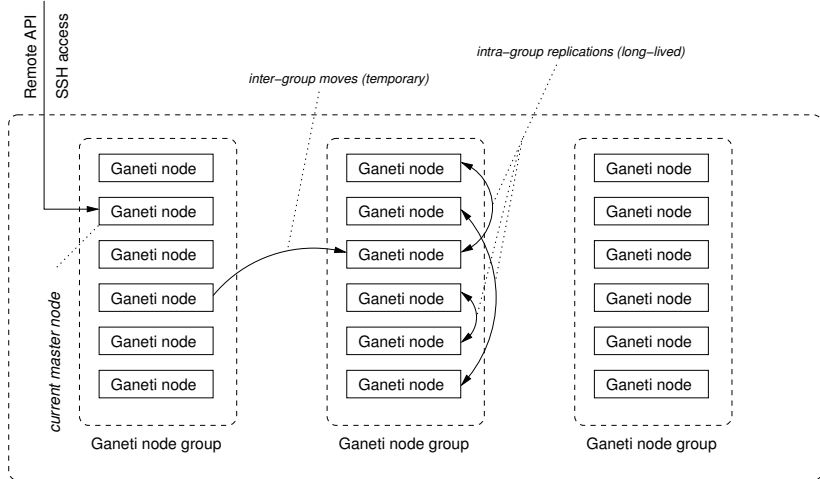 Remote API
SSH access
inter-group moves (temporary)
intra-group replications (long-lived)
current master node
Ganeti node
Ganeti node
Ganeti node
Ganeti node
Ganeti node
Ganeti node
Ganeti node group
Ganeti node
Ganeti node
Ganeti node
Ganeti node
Ganeti node
Ganeti node
Ganeti node group
Ganeti node
Ganeti node
Ganeti node
Ganeti node
Ganeti node
Ganeti node
Ganeti node group